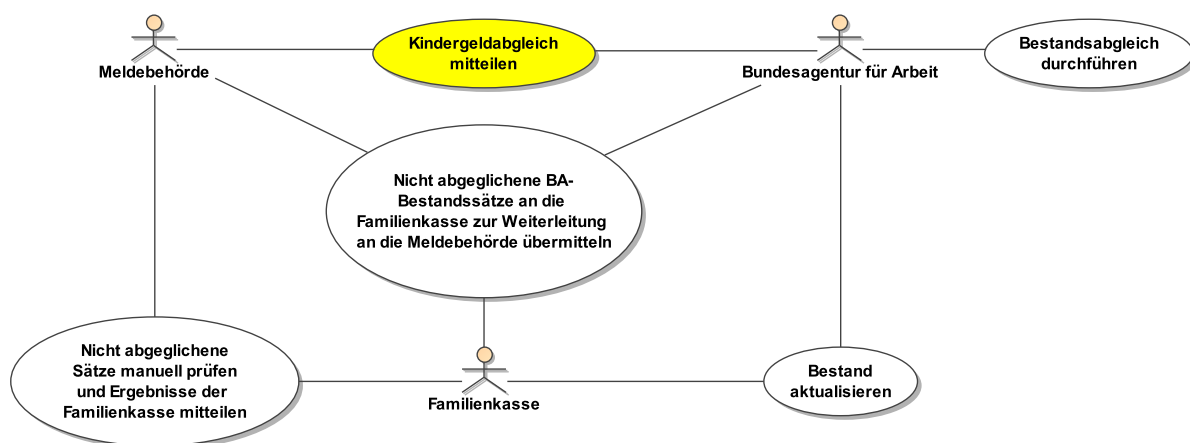 Kindergeldabgleich
mitteilen
Bestandsabgleich
durchführen
Meldebehörde
Bundesagentur für Arbeit
Nicht abgeglichene BA-
Bestandssätze an die
Familienkasse zur Weiterleitung
an die Meldebehörde übermitteln
Nicht abgeglichene
Sätze manuell prüfen
und Ergebnisse der
Familienkasse mitteilen
Familienkasse
Bestand
aktualisieren